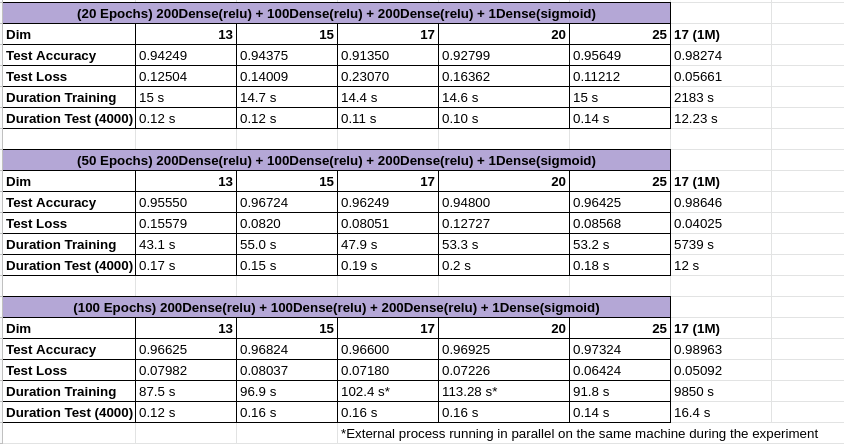 (20 Epochs) 200Dense(relu) + 100Dense(relu) + 200Dense(relu) + 1Dense(sigmoid)
Dim 13 15 17 20 25 17 (1M)
Test Accuracy 0.94249 0.94375 0.91350 0.92799 0.95649 0.98274
Test Loss 0.12504 0.14009 0.23070 0.16362 0.11212 0.05661
Duration Training 15 s 14.7 s 14.4 s 14.6 s 15 s 2183 s
Duration Test (4000) 0.12 s 0.12 s 0.11 s 0.10 s 0.14 s 12.23 s
(50 Epochs) 200Dense(relu) + 100Dense(relu) + 200Dense(relu) + 1Dense(sigmoid)
Dim 13 15 17 20 25 17 (1M)
Test Accuracy 0.95550 0.96724 0.96249 0.94800 0.96425 0.98646
Test Loss 0.15579 0.0820 0.08051 0.12727 0.08568 0.04025
Duration Training 43.1 s 55.0 s 47.9 s 53.3 s 53.2 s 5739 s
Duration Test (4000) 0.17 s 0.15 s 0.19 s 0.2 s 0.18 s 12 s
(100 Epochs) 200Dense(relu) + 100Dense(relu) + 200Dense(relu) + 1Dense(sigmoid)
Dim 13 15 17 20 25 17 (1M)
Test Accuracy 0.96625 0.96824 0.96600 0.96925 0.97324 0.98963
Test Loss 0.07982 0.08037 0.07180 0.07226 0.06424 0.05092
Duration Training 87.5 s 96.9 s 102.4 s* 113.28 s* 91.8 s 9850 s
Duration Test (4000) 0.12 s 0.16 s 0.16 s 0.16 s 0.14 s 16.4 s
*External process running in parallel on the same machine during the experiment